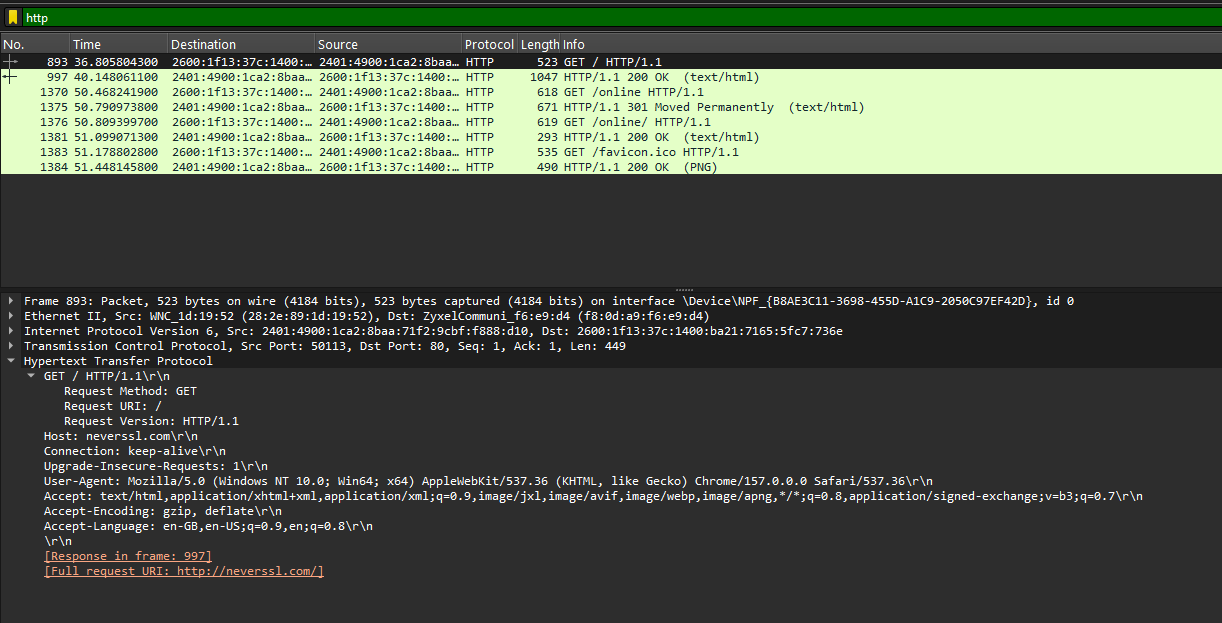 http
No. Time Destination Source Protocol Length Info
893 36.805804300 2600:1f13:37c:1400:… 2401:4900:1ca2:8baa… HTTP 523 GET / HTTP/1.1
997 40.148061100 2401:4900:1ca2:8baa… 2600:1f13:37c:1400:… HTTP 1047 HTTP/1.1 200 OK  (text/html)
1370 50.468241900 2600:1f13:37c:1400:… 2401:4900:1ca2:8baa… HTTP 618 GET /online HTTP/1.1
1375 50.790973800 2401:4900:1ca2:8baa… 2600:1f13:37c:1400:… HTTP 671 HTTP/1.1 301 Moved Permanently  (text/html)
1376 50.809399700 2600:1f13:37c:1400:… 2401:4900:1ca2:8baa… HTTP 619 GET /online/ HTTP/1.1
1381 51.099071300 2401:4900:1ca2:8baa… 2600:1f13:37c:1400:… HTTP 293 HTTP/1.1 200 OK  (text/html)
1383 51.178802800 2600:1f13:37c:1400:… 2401:4900:1ca2:8baa… HTTP 535 GET /favicon.ico HTTP/1.1
1384 51.448145800 2401:4900:1ca2:8baa… 2600:1f13:37c:1400:… HTTP 490 HTTP/1.1 200 OK  (PNG)
Frame 893: Packet, 523 bytes on wire (4184 bits), 523 bytes captured (4184 bits) on interface \Device\NPF_{B8AE3C11-3698-455D-A1C9-2050C97EF42D}, id 0
Ethernet II, Src: WNC_1d:19:52 (28:2e:89:1d:19:52), Dst: ZyxelCommuni_f6:e9:d4 (f8:0d:a9:f6:e9:d4)
Internet Protocol Version 6, Src: 2401:4900:1ca2:8baa:71f2:9cbf:f888:d10, Dst: 2600:1f13:37c:1400:ba21:7165:5fc7:736e
Transmission Control Protocol, Src Port: 50113, Dst Port: 80, Seq: 1, Ack: 1, Len: 449
Hypertext Transfer Protocol
GET / HTTP/1.1\r\n
Request Method: GET
Request URI: /
Request Version: HTTP/1.1
Host: neverssl.com\r\n
Connection: keep-alive\r\n
Upgrade-Insecure-Requests: 1\r\n
User-Agent: Mozilla/5.0 (Windows NT 10.0; Win64; x64) AppleWebKit/537.36 (KHTML, like Gecko) Chrome/157.0.0.0 Safari/537.36\r\n
Accept: text/html,application/xhtml+xml,application/xml;q=0.9,image/jxl,image/avif,image/webp,image/apng,*/*;q=0.8,application/signed-exchange;v=b3;q=0.7\r\n
Accept-Encoding: gzip, deflate\r\n
Accept-Language: en-GB,en-US;q=0.9,en;q=0.8\r\n
\r\n
[Response in frame: 997]
[Full request URI: http://neverssl.com/]